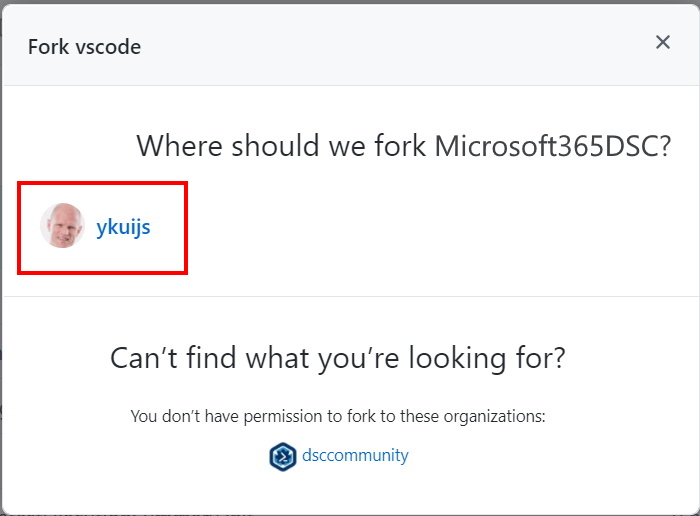 Fork vscode
Where should we fork Microsoft365DSC?
ykuijs
Can’t find what you’re looking for?
You don’t have permission to fork to these organizations:
dsccommunity